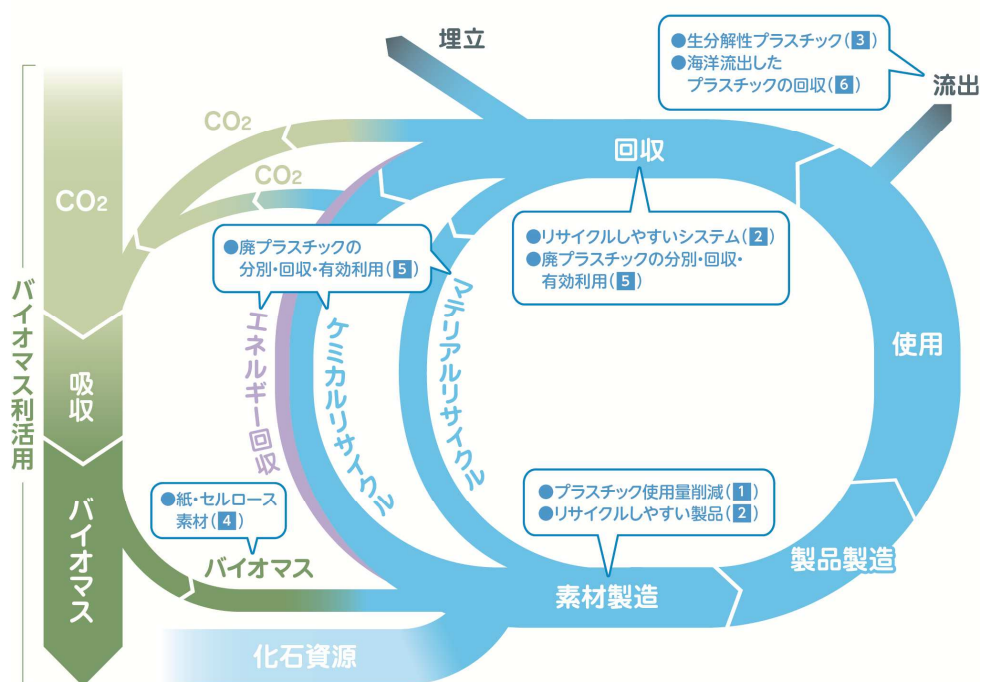 埋立
●生分解性プラスチック(3)
●海洋流出した
プラスチックの回収(6)
流出
CO2
回収
CO2
CO2
●廃プラスチックの
分別・回収・有効利用(5)
●リサイクルしやすいシステム(2)
●廃プラスチックの分別・回収・
有効利用(5)
バイオマス利活用
エネルギー回収
ケミカルリサイクル
マテリアルリサイクル
使用
吸収
●紙・セルロース
素材(4)
●プラスチック使用量削減(1)
●リサイクルしやすい製品(2)
バイオマス
バイオマス
製品製造
素材製造
化石資源